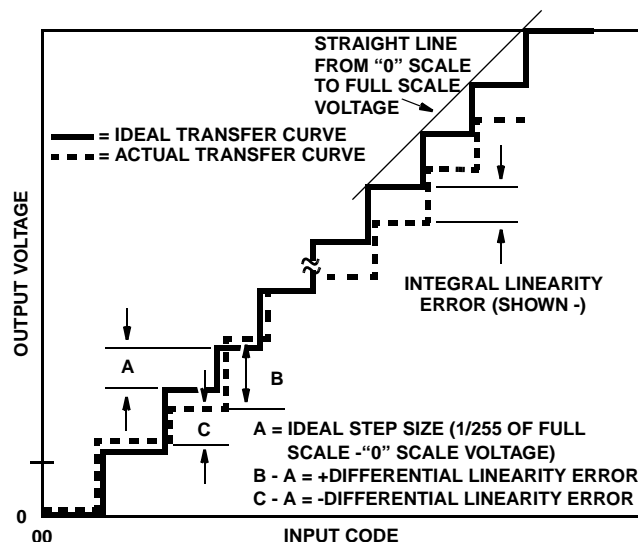 STRAIGHT LINE
FROM “0” SCALE
TO FULL SCALE
VOLTAGE
= IDEAL TRANSFER CURVE
= ACTUAL TRANSFER CURVE
OUTPUT VOLTAGE
INTEGRAL LINEARITY
ERROR (SHOWN -)
A
B
C
A = IDEAL STEP SIZE (1/255 OF FULL
SCALE -“0” SCALE VOLTAGE)
B - A = +DIFFERENTIAL LINEARITY ERROR
C - A = -DIFFERENTIAL LINEARITY ERROR
0
00
INPUT CODE